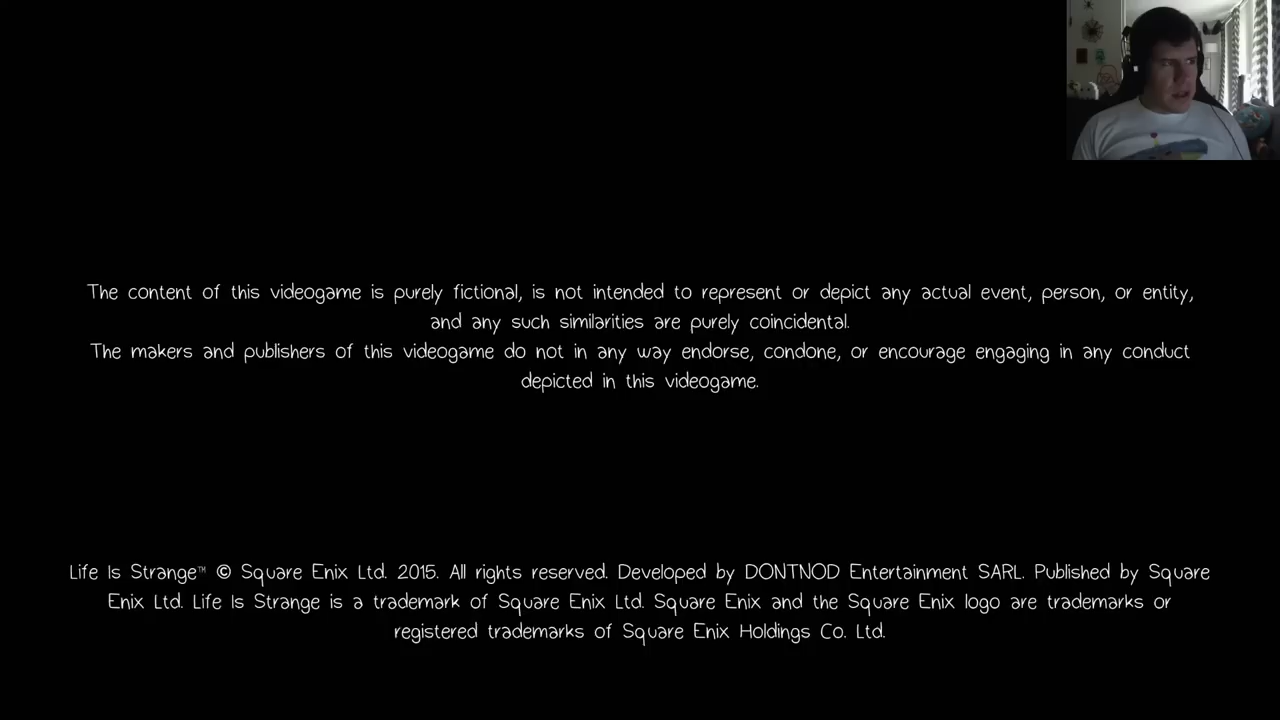 The content of this videogame is purely fictional, is not intended to represent or depict any actual event, person, or entity,
and any such similarities are purely coincidental.
The makers and publishers of this videogame do not in any way endorse, condone, or encourage engaging in any conduct
depicted in this videogame.
Life Is Strange™ © Square Enix Ltd. 2015. All rights reserved. Developed by DONTNOD Entertainment SARL. Published by Square
Enix Ltd. Life Is Strange is a trademark of Square Enix Ltd. Square Enix and the Square Enix logo are trademarks or
registered trademarks of Square Enix Holdings Co. Ltd.